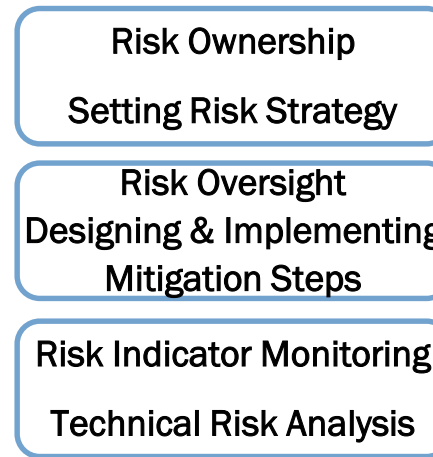 Risk Ownership
Setting Risk Strategy
Risk Oversight
Designing & Implementing
Mitigation Steps
Risk Indicator Monitoring
Technical Risk Analysis